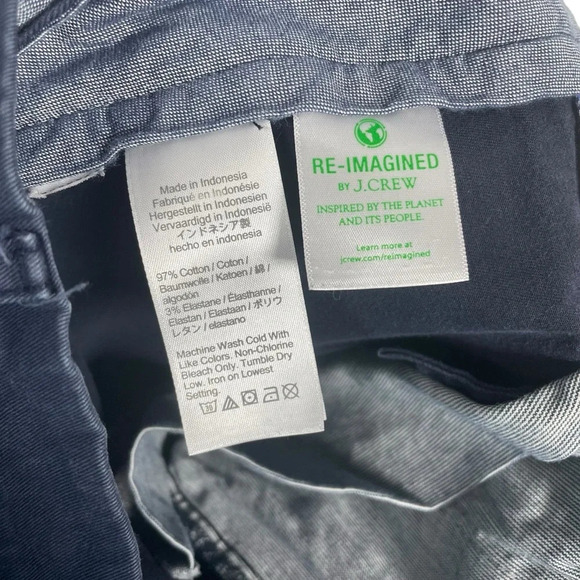 Made in Indonesia
Fabriqué en Indonésie
Hergestellt in Indonesien
Vervaardigd in Indonesië
インドネシア製
hecho en indonesia
97% Cotton / Coton /
Baumwolle / Katoen / 綿 /
algodón
3% Elastane / Élasthanne /
Elastan / Elastaan / ポリウ
レタン / elastano
Machine Wash Cold With
Like Colors. Non-Chlorine
Bleach Only. Tumble Dry
Low. Iron on Lowest
Setting.
30
RE-IMAGINED
BY J.CREW
INSPIRED BY THE PLANET
AND ITS PEOPLE.
Learn more at
jcrew.com/reimagined